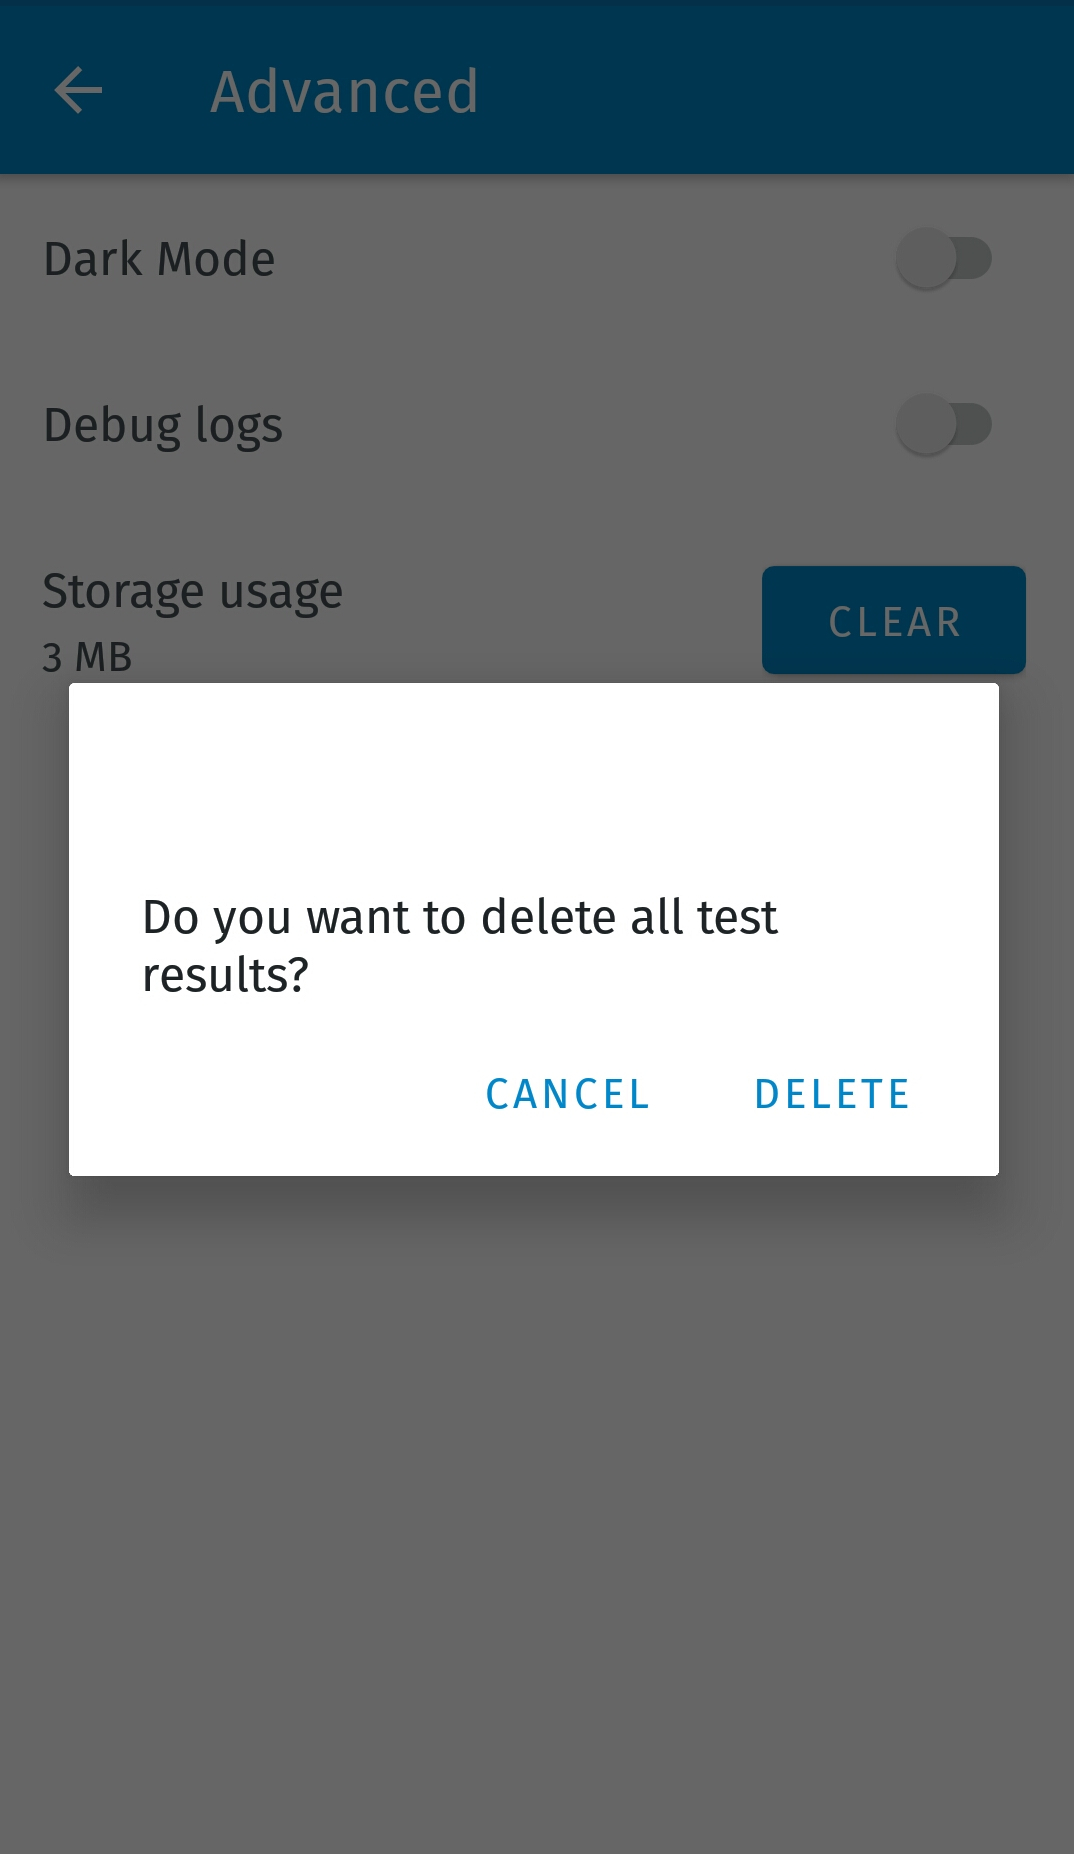 Advanced
Dark Mode
Debug logs
Storage usage
3 MB
CLEAR
Do you want to delete all test
results?
CANCEL
DELETE